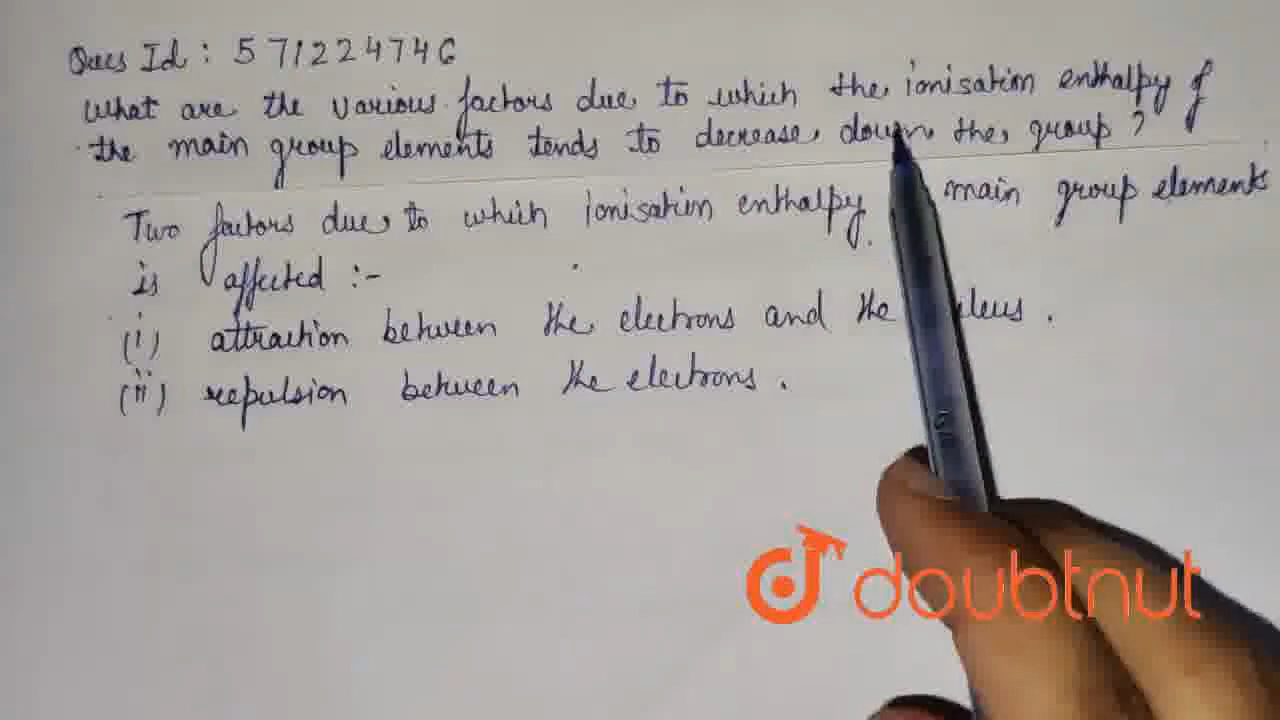 Ques Id : 571224746
What are the various factors due to which the ionisation enthalpy of
the main group elements tends to decrease down the group ?
Two factors due to which ionisation enthalpy main group elements
is affected :-
(i) attraction between the electrons and the
(ii) repulsion between the electrons .
doubtnut